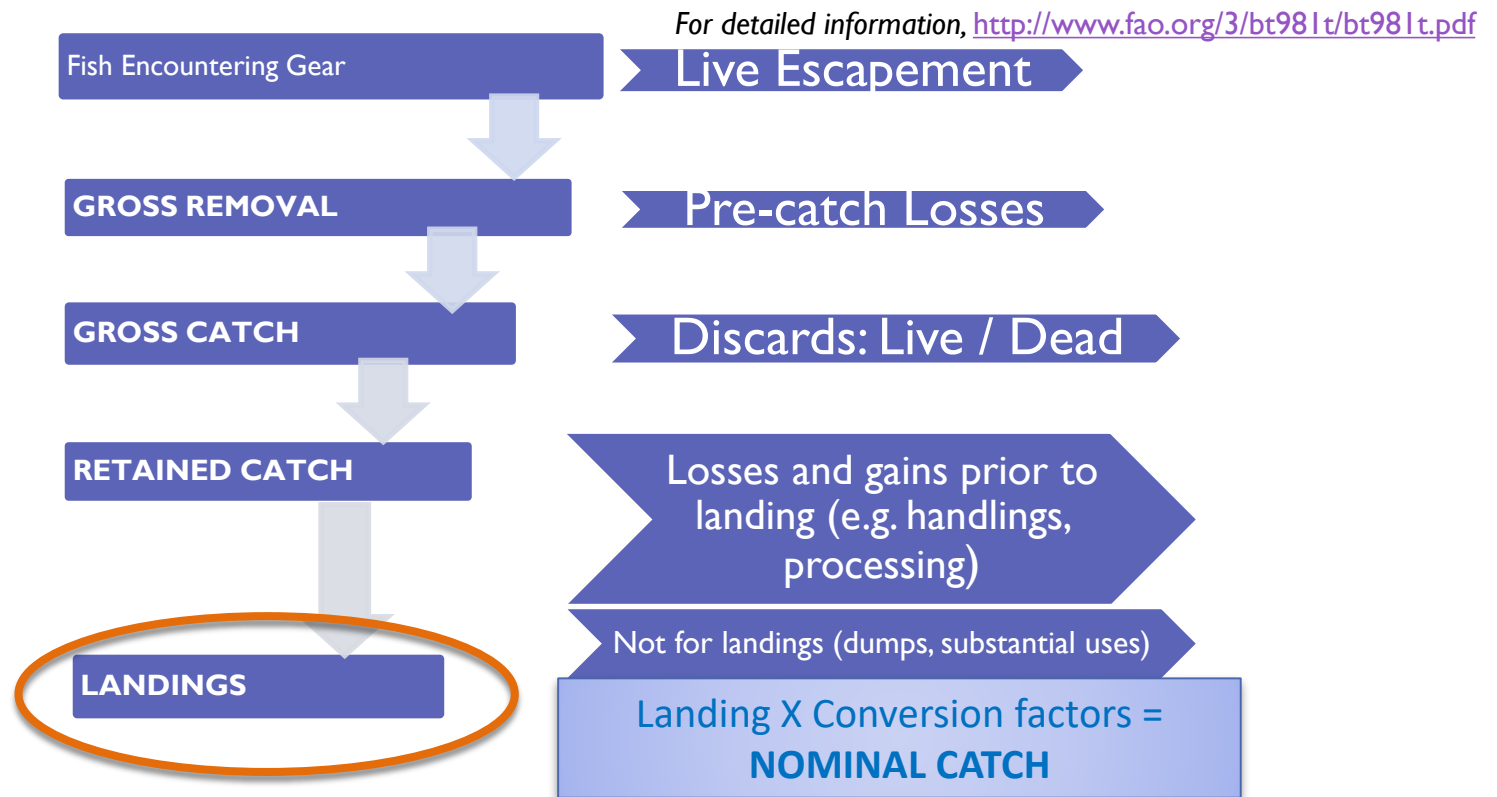 For detailed information, http://www.fao.org/3/bt981t/bt981t.pdf
Fish Encountering Gear
Live Escapement
GROSS REMOVAL
Pre-catch Losses
GROSS CATCH
Discards: Live / Dead
RETAINED CATCH
Losses and gains prior to
landing (e.g. handlings,
processing)
Not for landings (dumps, substantial uses)
LANDINGS
Landing X Conversion factors =
NOMINAL CATCH